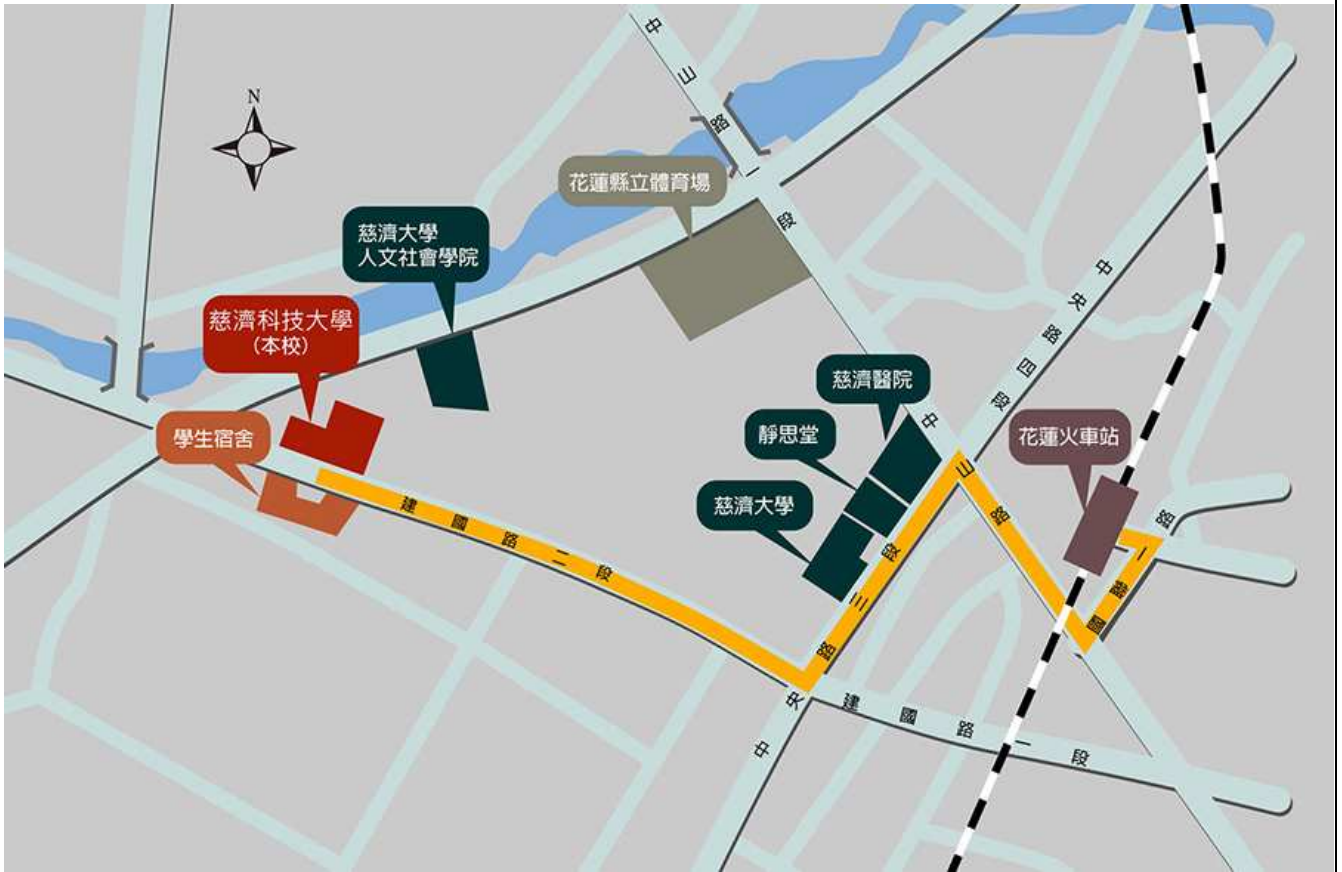 N
中山路一段
花蓮縣立體育場
慈濟大學
人文社會學院
慈濟科技大學
(本校)
學生宿舍
慈濟醫院
靜思堂
慈濟大學
中央路四段
花蓮火車站
中山路
國聯一路
建國路二段
中央路三段
建國路一段